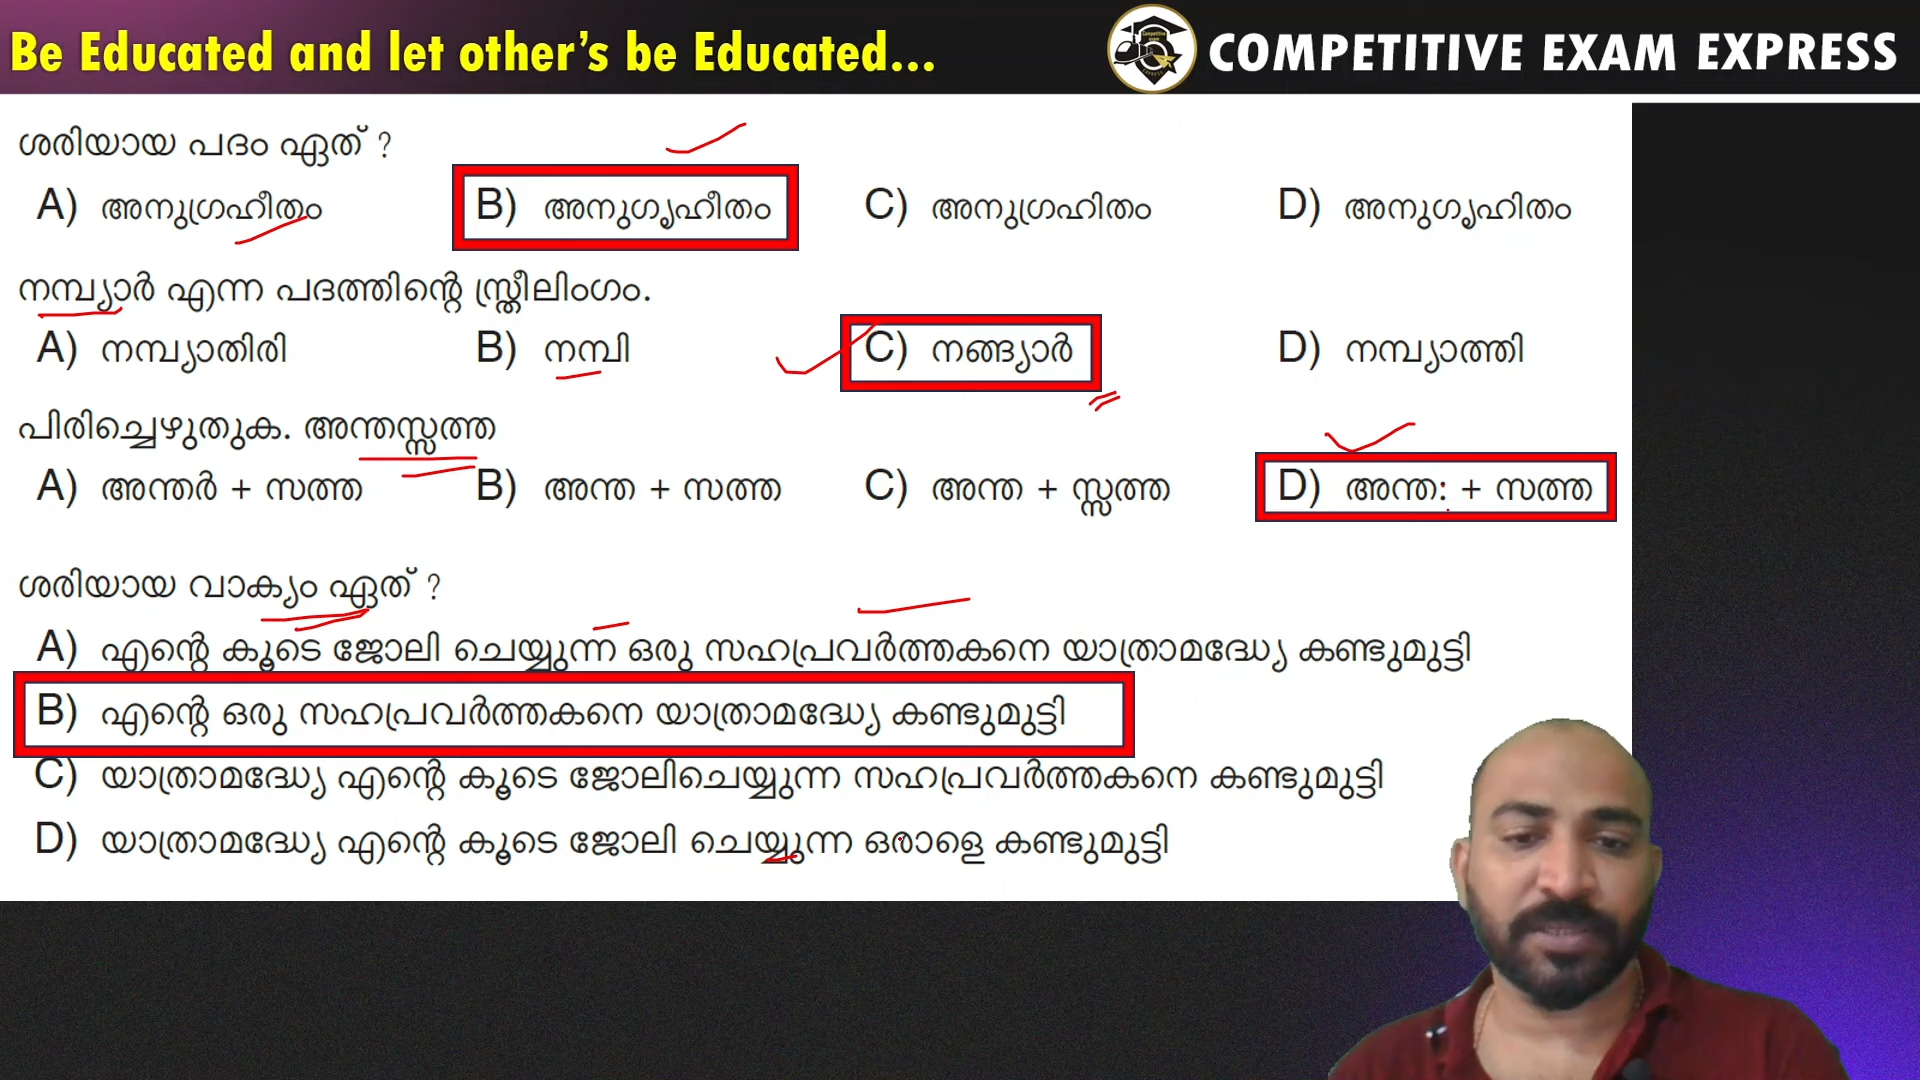 Be Educated and let other's be Educated...
COMPETITIVE EXAM EXPRESS
ശരിയായ പദം ഏത് ?
A) അനുഗ്രഹീതം B) അനുഗൃഹീതം C) അനുഗ്രഹിതം D) അനുഗൃഹിതം
നമ്പ്യാർ എന്ന പദത്തിന്റെ സ്ത്രീലിംഗം.
A) നമ്പ്യാതിരി B) നമ്പി C) നങ്ങ്യാർ D) നമ്പ്യാത്തി
പിരിച്ചെഴുതുക. അന്തസ്സത്ത
A) അന്തർ + സത്ത B) അന്ത + സത്ത C) അന്ത + സ്സത്ത D) അന്ത: + സത്ത
ശരിയായ വാക്യം ഏത് ?
A) എന്റെ കൂടെ ജോലി ചെയ്യുന്ന ഒരു സഹപ്രവർത്തകനെ യാത്രാമദ്ധ്യേ കണ്ടുമുട്ടി
B) എന്റെ ഒരു സഹപ്രവർത്തകനെ യാത്രാമദ്ധ്യേ കണ്ടുമുട്ടി
C) യാത്രാമദ്ധ്യേ എന്റെ കൂടെ ജോലിചെയ്യുന്ന സഹപ്രവർത്തകനെ കണ്ടുമുട്ടി
D) യാത്രാമദ്ധ്യേ എന്റെ കൂടെ ജോലി ചെയ്യുന്ന ഒരാളെ കണ്ടുമുട്ടി